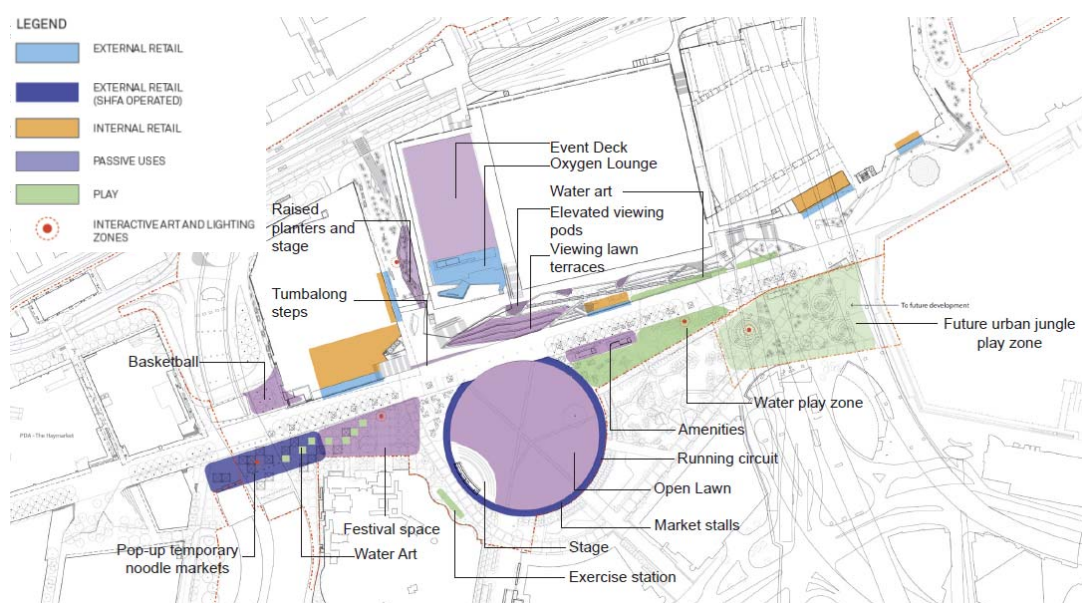 LEGEND
EXTERNAL RETAIL
EXTERNAL RETAIL
(SHFA OPERATED)
INTERNAL RETAIL
PASSIVE USES
PLAY
INTERACTIVE ART AND LIGHTING
ZONES
Event Deck
Oxygen Lounge
Water art
Elevated viewing
pods
Viewing lawn
terraces
Raised
planters and
stage
Tumbalong
steps
Basketball
To future development
Future urban jungle
play zone
Water play zone
Amenities
Running circuit
Open Lawn
Market stalls
Stage
Exercise station
Festival space
Water Art
Pop-up temporary
noodle markets
PDA - The Haymarket